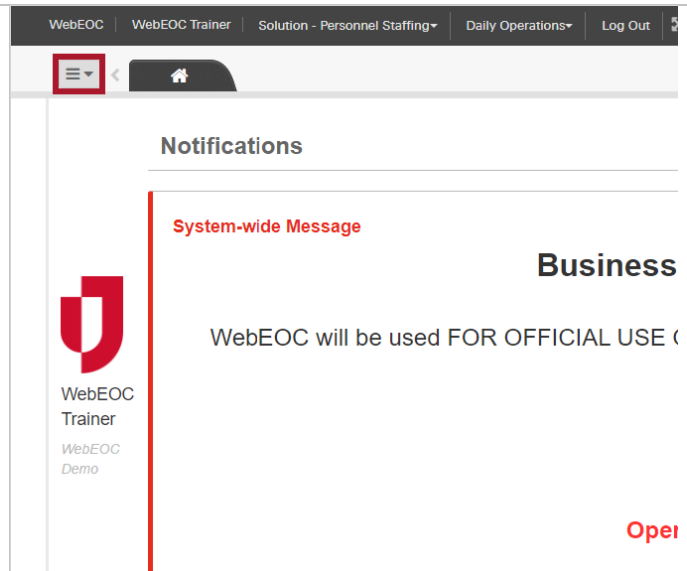 WebEOC WebEOC Trainer Solution - Personnel Staffing Daily Operations Log Out
Notifications
System-wide Message
Business
WebEOC will be used FOR OFFICIAL USE
WebEOC
Trainer
WebEOC
Demo